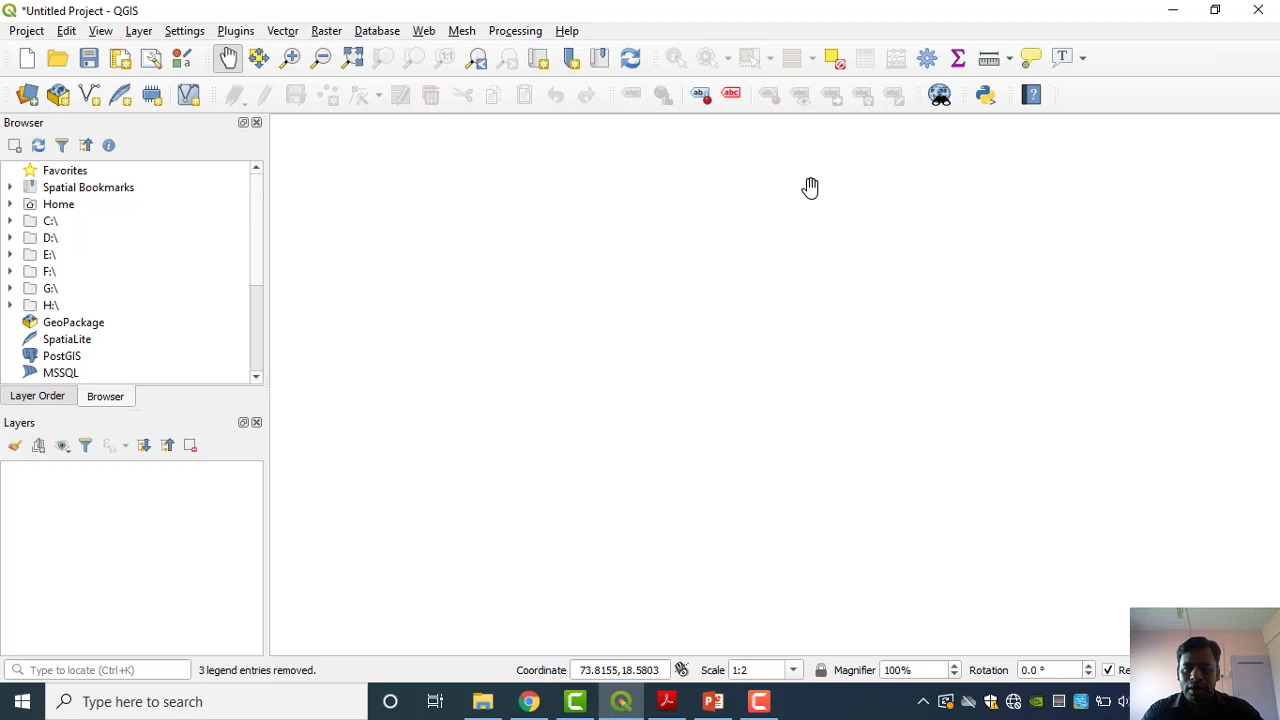 *Untitled Project - QGIS
Project Edit View Layer Settings Plugins Vector Raster Database Web Mesh Processing Help
Browser
Favorites
Spatial Bookmarks
Home
C:\
D:\
E:\
F:\
G:\
H:\
GeoPackage
SpatiaLite
PostGIS
MSSQL
Layer Order Browser
Layers
Type to locate (Ctrl+K) 3 legend entries removed. Coordinate 73.8155,18.5803 Scale 1:2 Magnifier 100% Rotation 0.0 ° Re
Type here to search